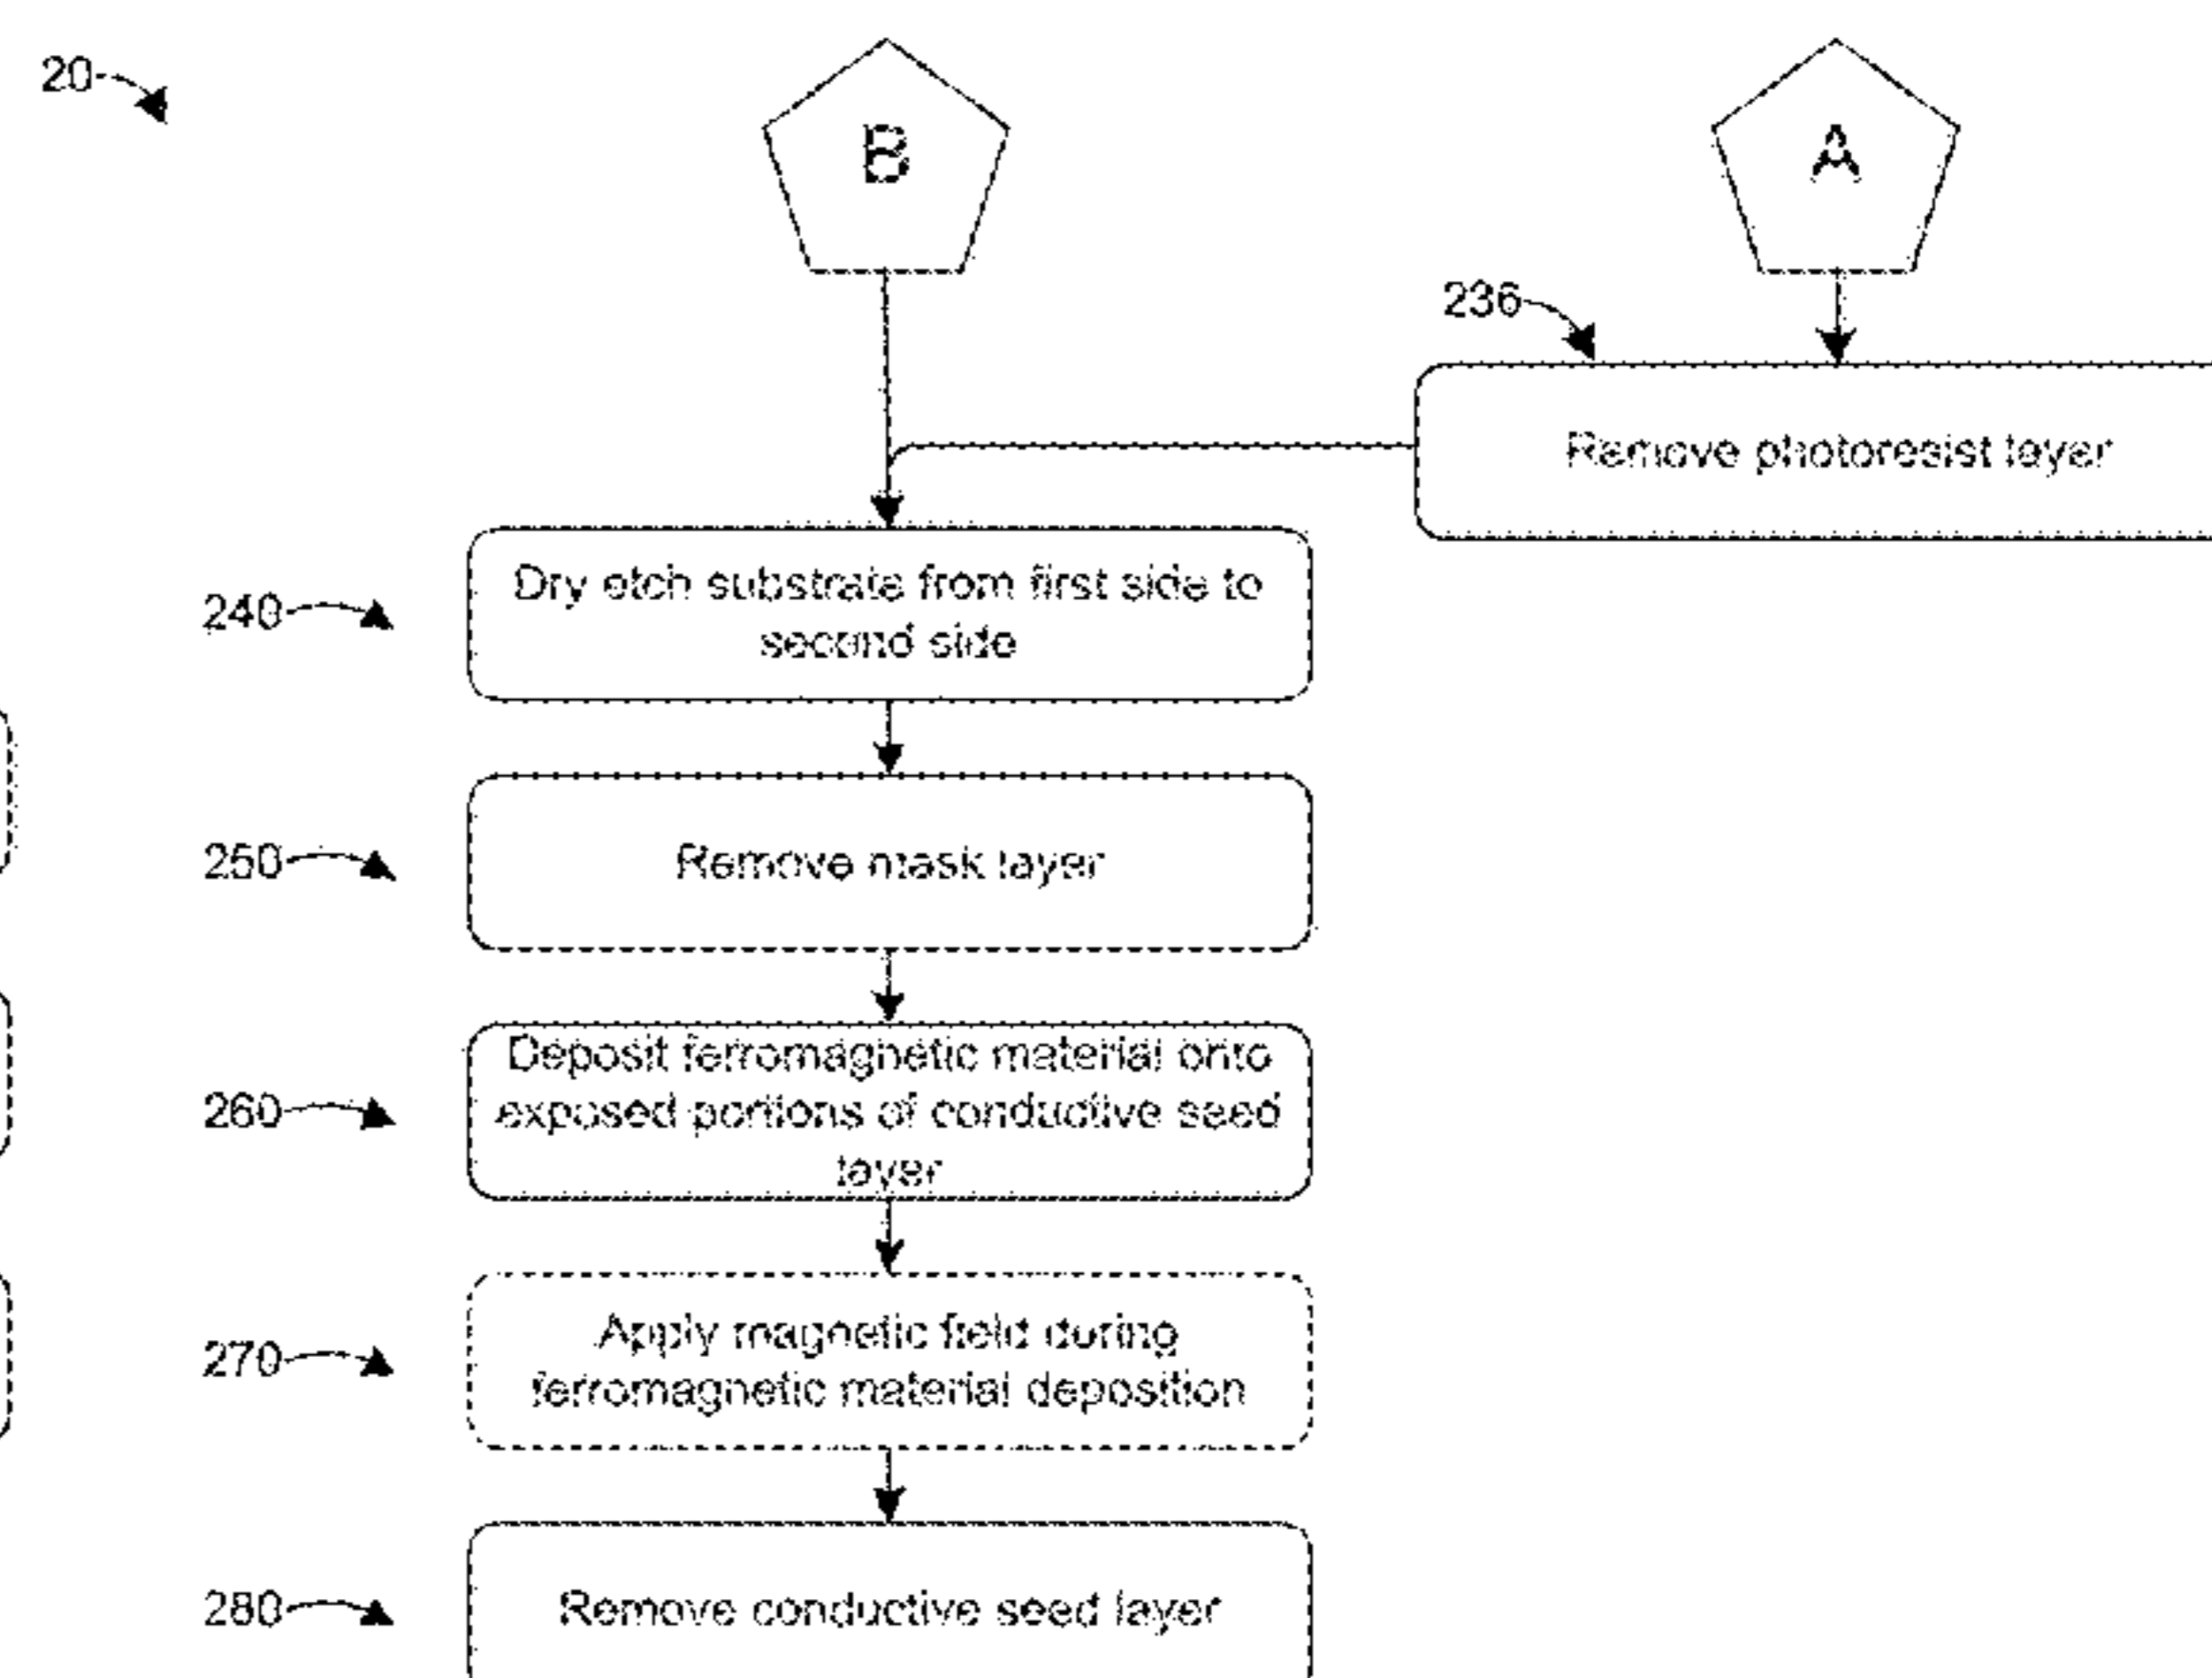 20
B
A
236
Remove photoresist layer
240
Dry etch substrate from first side to
second side
250
Remove mask layer
260
Deposit ferromagnetic material onto
exposed portions of conductive seed
layer
270
Apply magnetic field during
ferromagnetic material deposition
280
Remove conductive seed layer